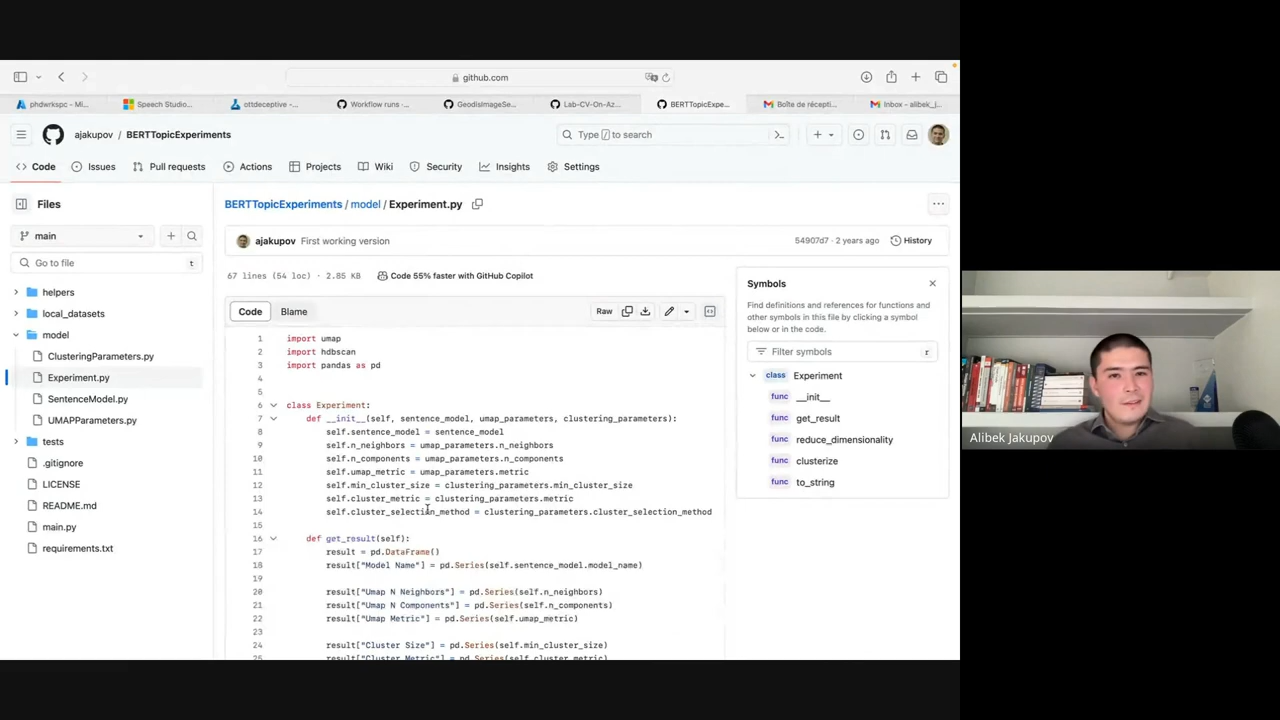 github.com
phdwrkspc - Mi...
Speech Studio...
ottdeceptive -...
Workflow runs ·...
GeodisImageSe...
Lab-CV-On-Az...
BERTTopicExpe...
Boîte de récepti...
Inbox - alibek_j...
ajakupov / BERTTopicExperiments
Type / to search
Code
Issues
Pull requests
Actions
Projects
Wiki
Security
Insights
Settings
Files
main
Go to file
t
helpers
local_datasets
model
ClusteringParameters.py
Experiment.py
SentenceModel.py
UMAPParameters.py
tests
.gitignore
LICENSE
README.md
main.py
requirements.txt
BERTTopicExperiments / model / Experiment.py
ajakupov First working version
54907d7 · 2 years ago
History
67 lines (54 loc) · 2.85 KB
Code 55% faster with GitHub Copilot
Code
Blame
Raw
1 import umap
2 import hdbscan
3 import pandas as pd
4
5
6 class Experiment:
7 def __init__(self, sentence_model, umap_parameters, clustering_parameters):
8 self.sentence_model = sentence_model
9 self.n_neighbors = umap_parameters.n_neighbors
10 self.n_components = umap_parameters.n_components
11 self.umap_metric = umap_parameters.metric
12 self.min_cluster_size = clustering_parameters.min_cluster_size
13 self.cluster_metric = clustering_parameters.metric
14 self.cluster_selection_method = clustering_parameters.cluster_selection_method
15
16 def get_result(self):
17 result = pd.DataFrame()
18 result["Model Name"] = pd.Series(self.sentence_model.model_name)
19
20 result["Umap N Neighbors"] = pd.Series(self.n_neighbors)
21 result["Umap N Components"] = pd.Series(self.n_components)
22 result["Umap Metric"] = pd.Series(self.umap_metric)
23
24 result["Cluster Size"] = pd.Series(self.min_cluster_size)
25 result["Cluster Metric"] = pd.Series(self.cluster_metric)
Symbols
Find definitions and references for functions and
other symbols in this file by clicking a symbol
below or in the code.
Filter symbols
r
class Experiment
func __init__
func get_result
func reduce_dimensionality
func clusterize
func to_string
Alibek Jakupov